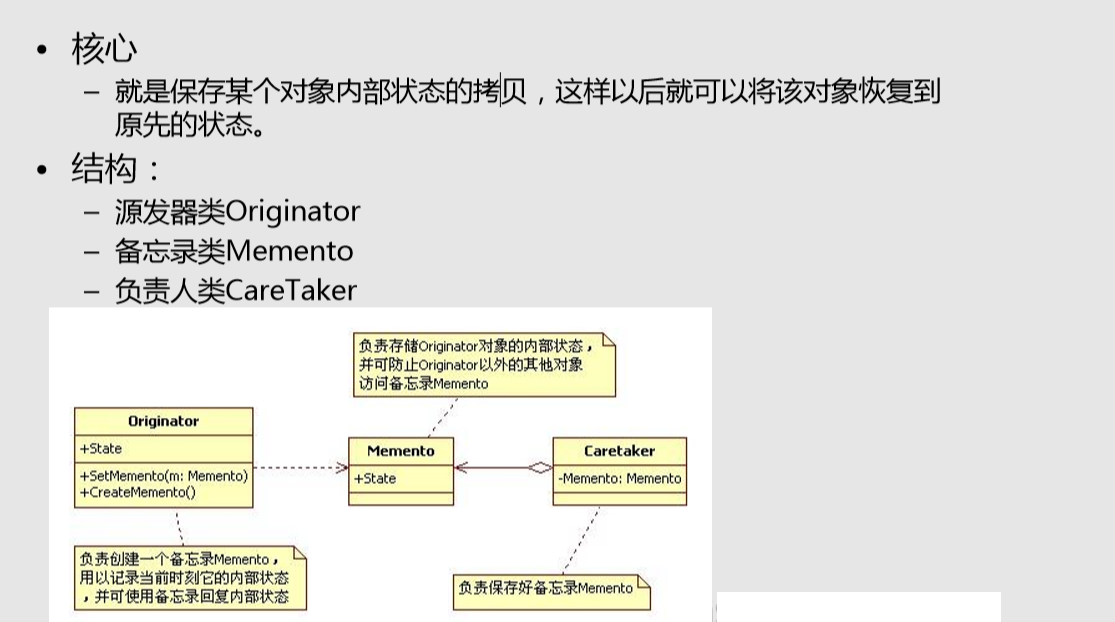 • 核心
– 就是保存某个对象内部状态的拷贝，这样以后就可以将该对象恢复到
原先的状态。
• 结构：
– 源发器类Originator
– 备忘录类Memento
– 负责人类CareTaker
负责存储Originator对象的内部状态，
并可防止Originator以外的其他对象
访问备忘录Memento
Originator
+State
+SetMemento(m: Memento)
+CreateMemento()
Memento
+State
Caretaker
-Memento: Memento
负责创建一个备忘录Memento，
用以记录当前时刻它的内部状态
，并可使用备忘录回复内部状态
负责保存好备忘录Memento